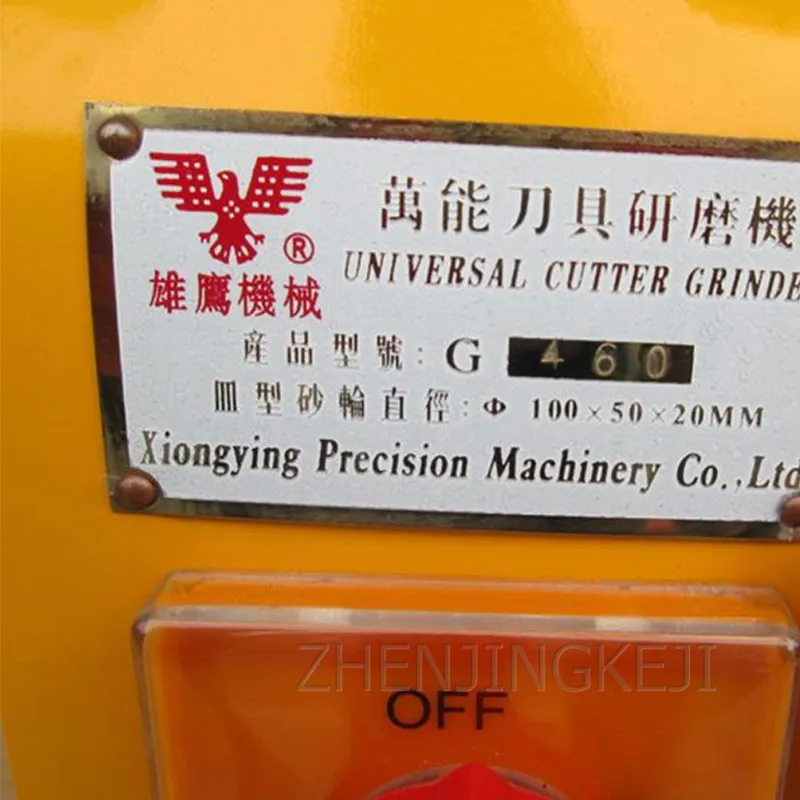 萬能刀具研磨機
UNIVERSAL CUTTER GRINDE
®
雄鷹機械
産品型號: G 460
皿型砂輪直徑: Φ 100×50×20MM
Xiongying Precision Machinery Co.,Ltd
ZHENJINGKEJI
OFF